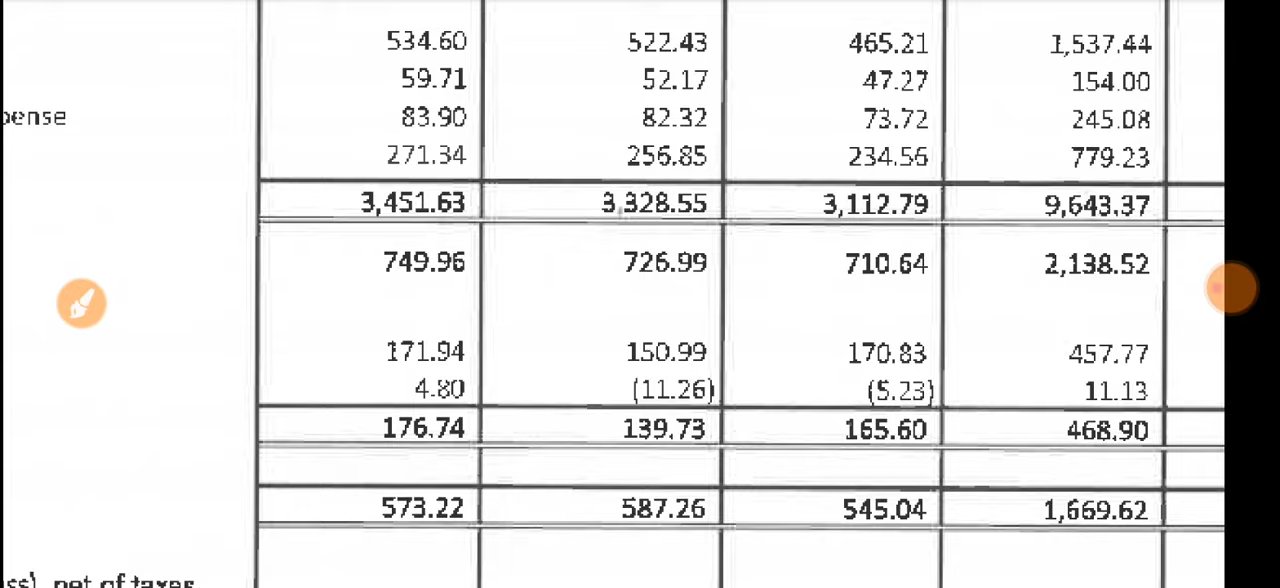 534.60 522.43 465.21 1,537.44
59.71 52.17 47.27 154.00
pense 83.90 82.32 73.72 245.08
271.34 256.85 234.56 779.23
3,451.63 3,328.55 3,112.79 9,643.37
749.96 726.99 710.64 2,138.52
171.94 150.99 170.83 457.77
4.80 (11.26) (5.23) 11.13
176.74 139.73 165.60 468.90
573.22 587.26 545.04 1,669.62
ss), net of taxes